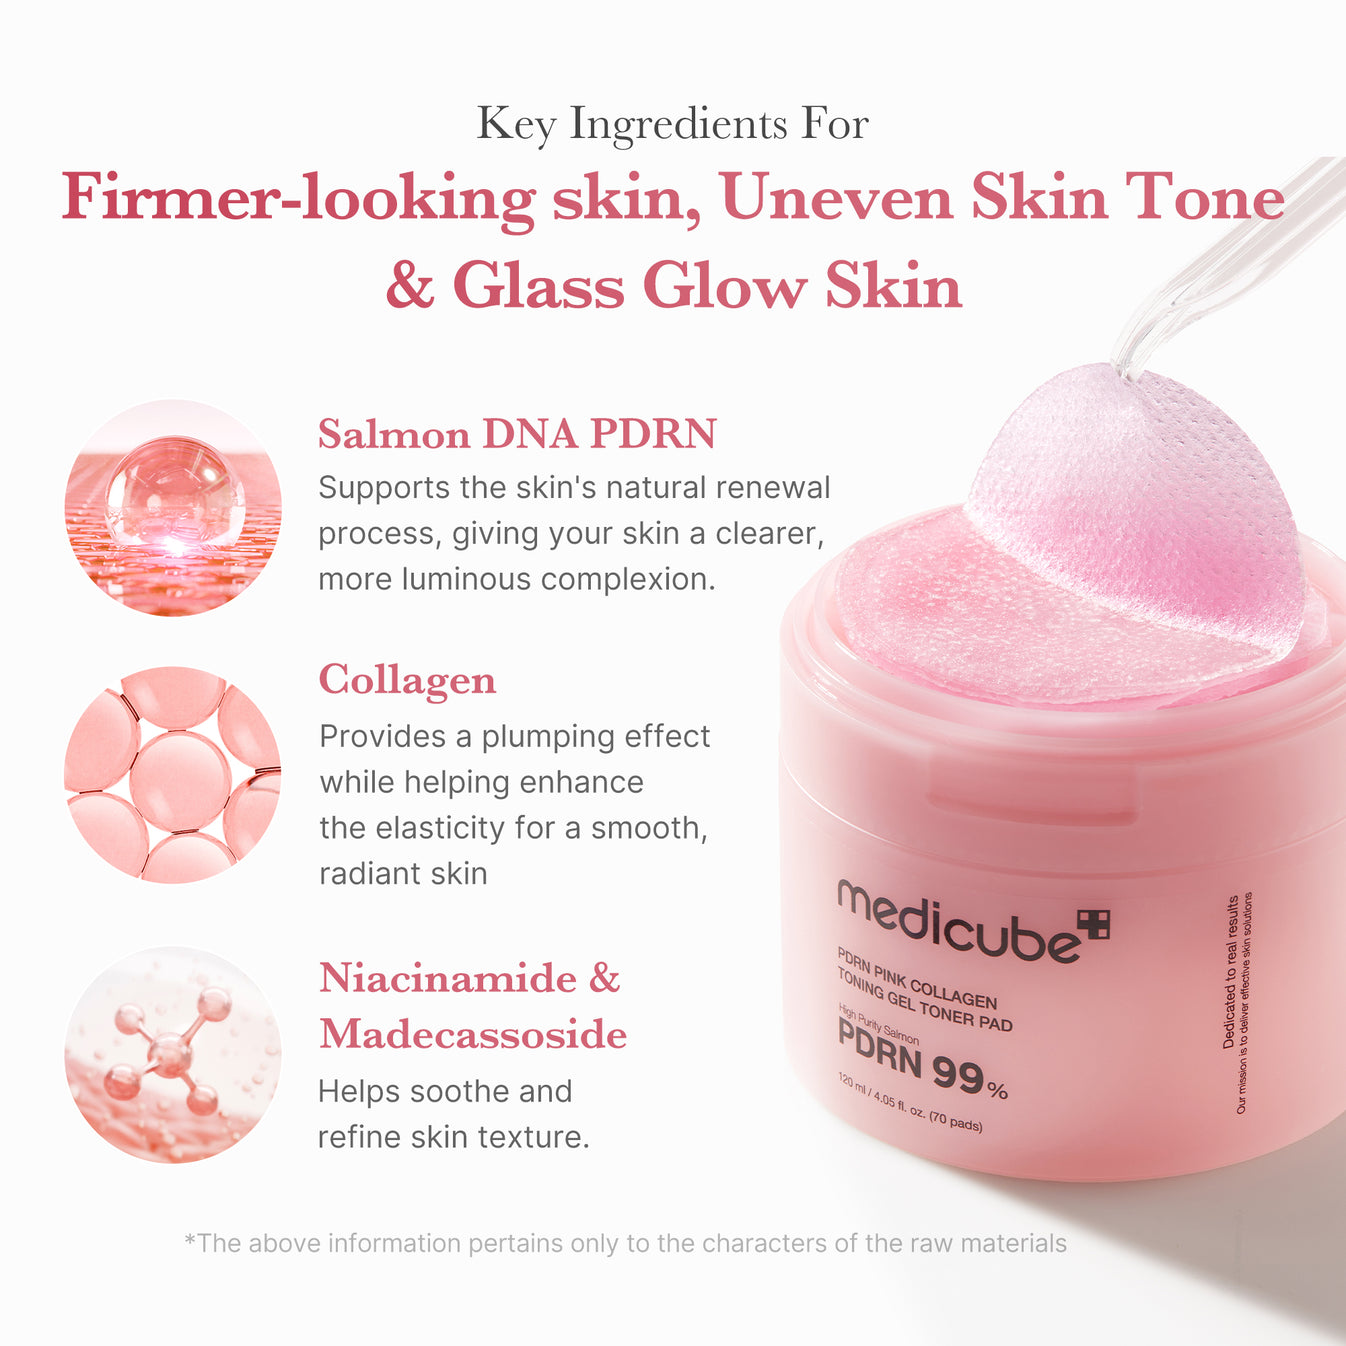 Key Ingredients For
Firmer-looking skin, Uneven Skin Tone
& Glass Glow Skin
Salmon DNA PDRN
Supports the skin's natural renewal
process, giving your skin a clearer,
more luminous complexion.
Collagen
Provides a plumping effect
while helping enhance
the elasticity for a smooth,
radiant skin
Niacinamide &
Madecassoside
Helps soothe and
refine skin texture.
medicube
PDRN PINK COLLAGEN
TONING GEL TONER PAD
High Purity Salmon
PDRN 99%
120 ml / 4.05 fl. oz. (70 pads)
Dedicated to real results
Our mission is to deliver effective skin solutions
*The above information pertains only to the characters of the raw materials